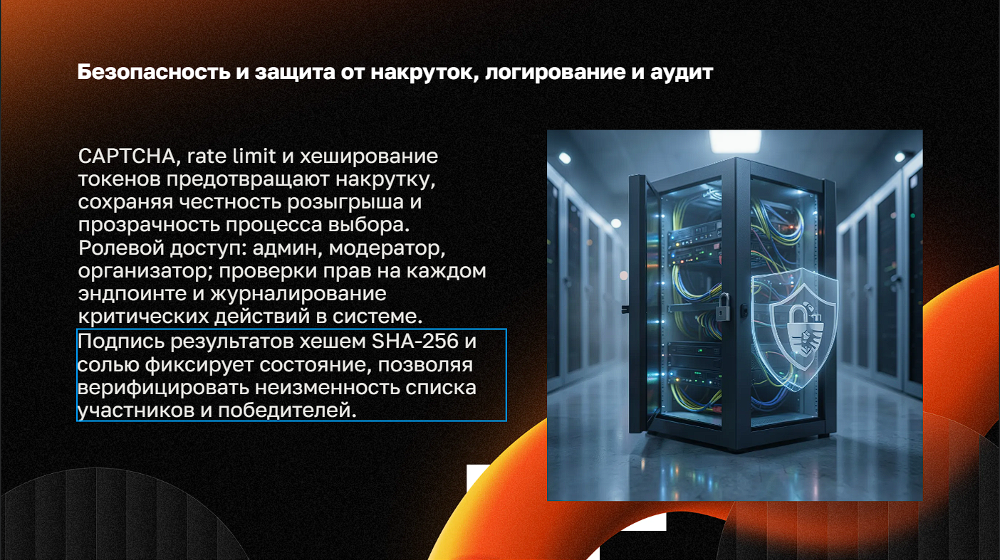 Безопасность и защита от накруток, логирование и аудит
CAPTCHA, rate limit и хеширование
токенов предотвращают накрутку,
сохраняя честность розыгрыша и
прозрачность процесса выбора.
Ролевой доступ: админ, модератор,
организатор; проверки прав на каждом
эндпоинте и журналирование
критических действий в системе.
Подпись результатов хешем SHA-256 и
солью фиксирует состояние, позволяя
верифицировать неизменность списка
участников и победителей.